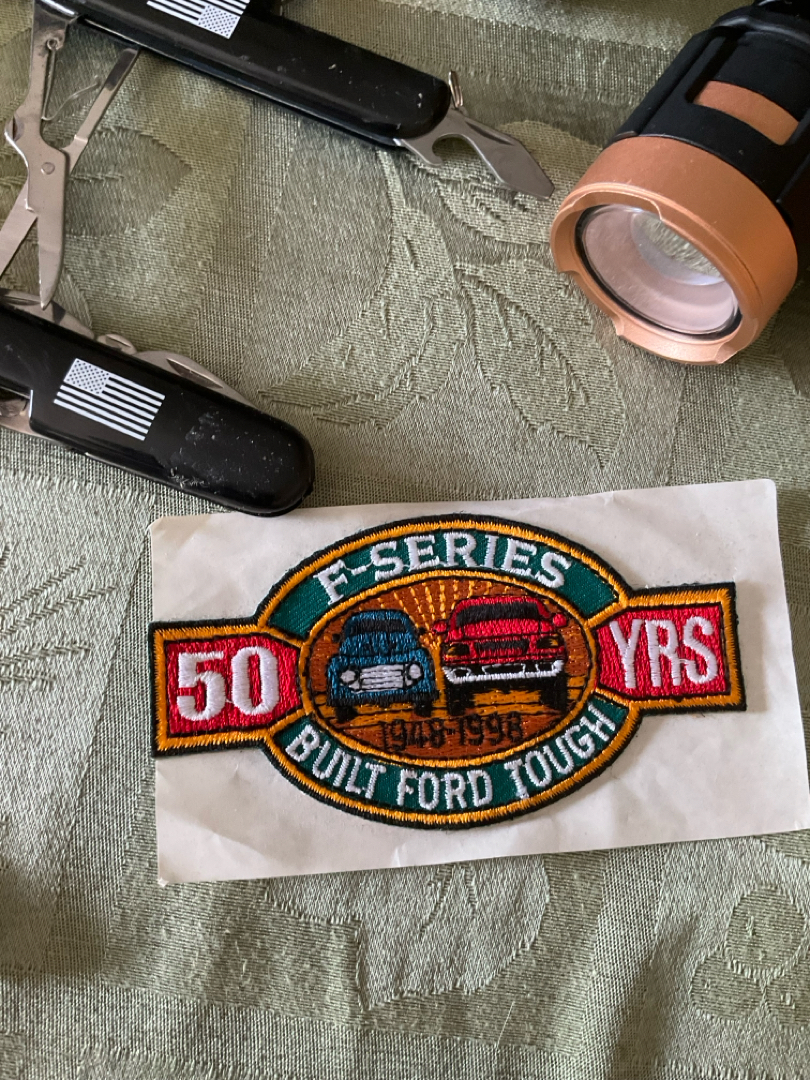 F-SERIES
50 YRS
1948-1998
BUILT FORD TOUGH